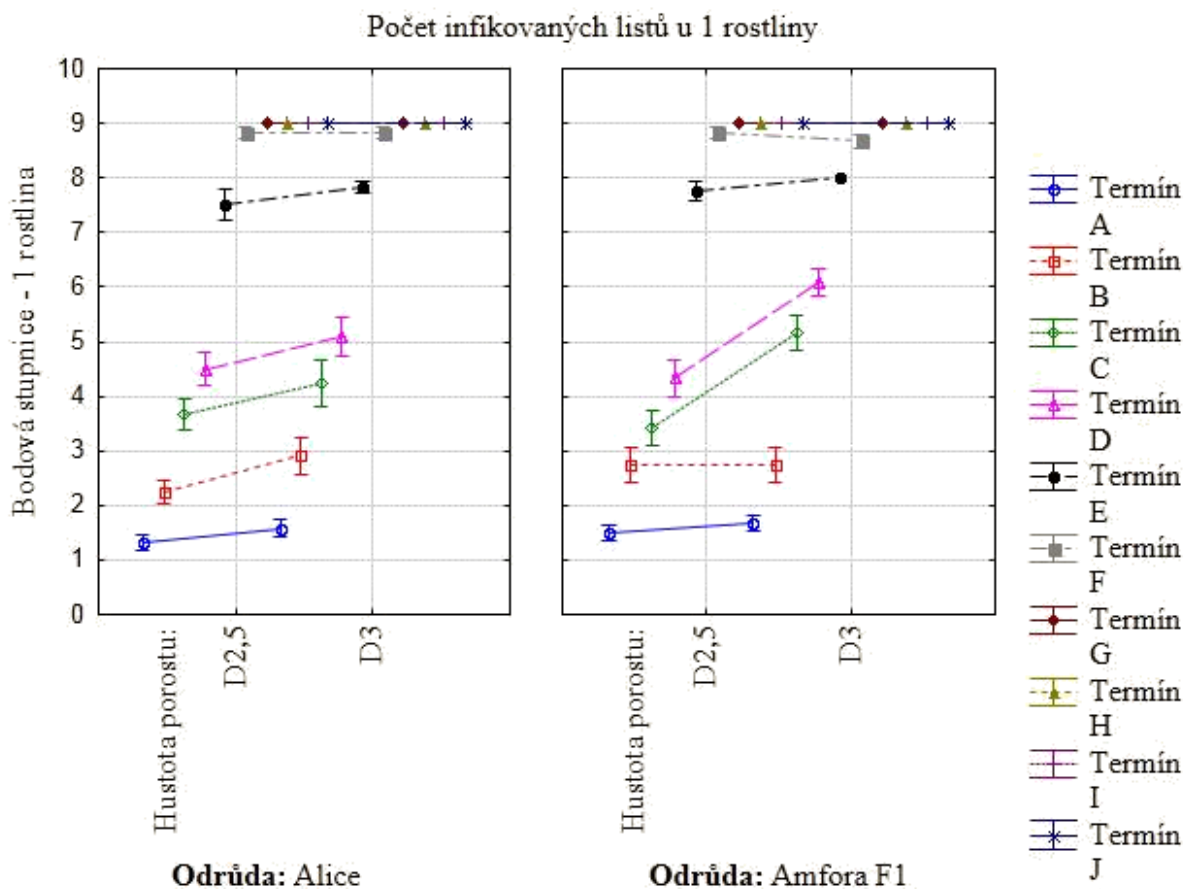 Počet infikovaných listů u 1 rostliny
Bodová stupnice - 1 rostlina
10
9
8
7
6
5
4
3
2
1
0
Hustota porostu:
D2,5
D3
Hustota porostu:
D2,5
D3
Odrůda: Alice
Odrůda: Amfora F1
Termín
A
Termín
B
Termín
C
Termín
D
Termín
E
Termín
F
Termín
G
Termín
H
Termín
I
Termín
J